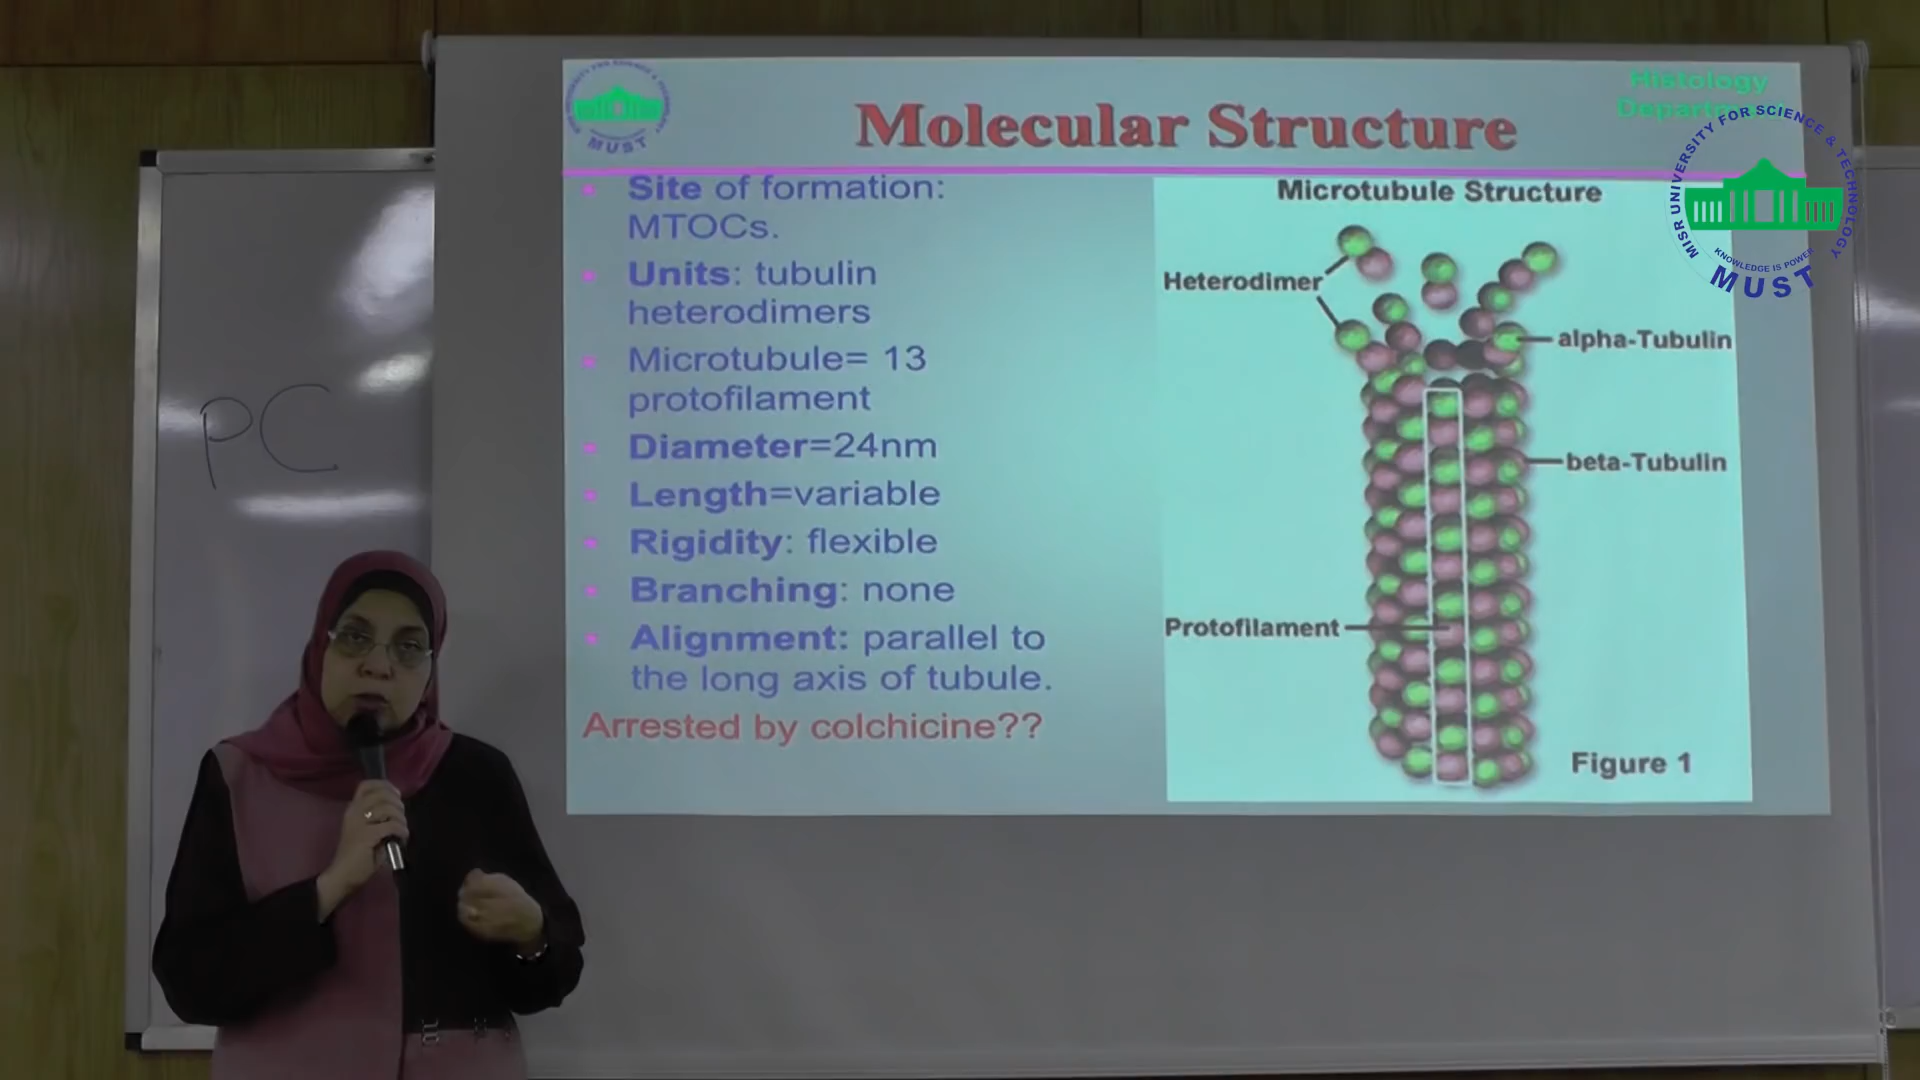 Histology
Department
MUST
Molecular Structure
MISR UNIVERSITY FOR SCIENCE & TECHNOLOGY
KNOWLEDGE IS POWER
MUST
PC
Site of formation:
MTOCs.
Units: tubulin
heterodimers
Microtubule= 13
protofilament
Diameter=24nm
Length=variable
Rigidity: flexible
Branching: none
Alignment: parallel to
the long axis of tubule.
Arrested by colchicine??
Microtubule Structure
Heterodimer
alpha-Tubulin
beta-Tubulin
Protofilament
Figure 1